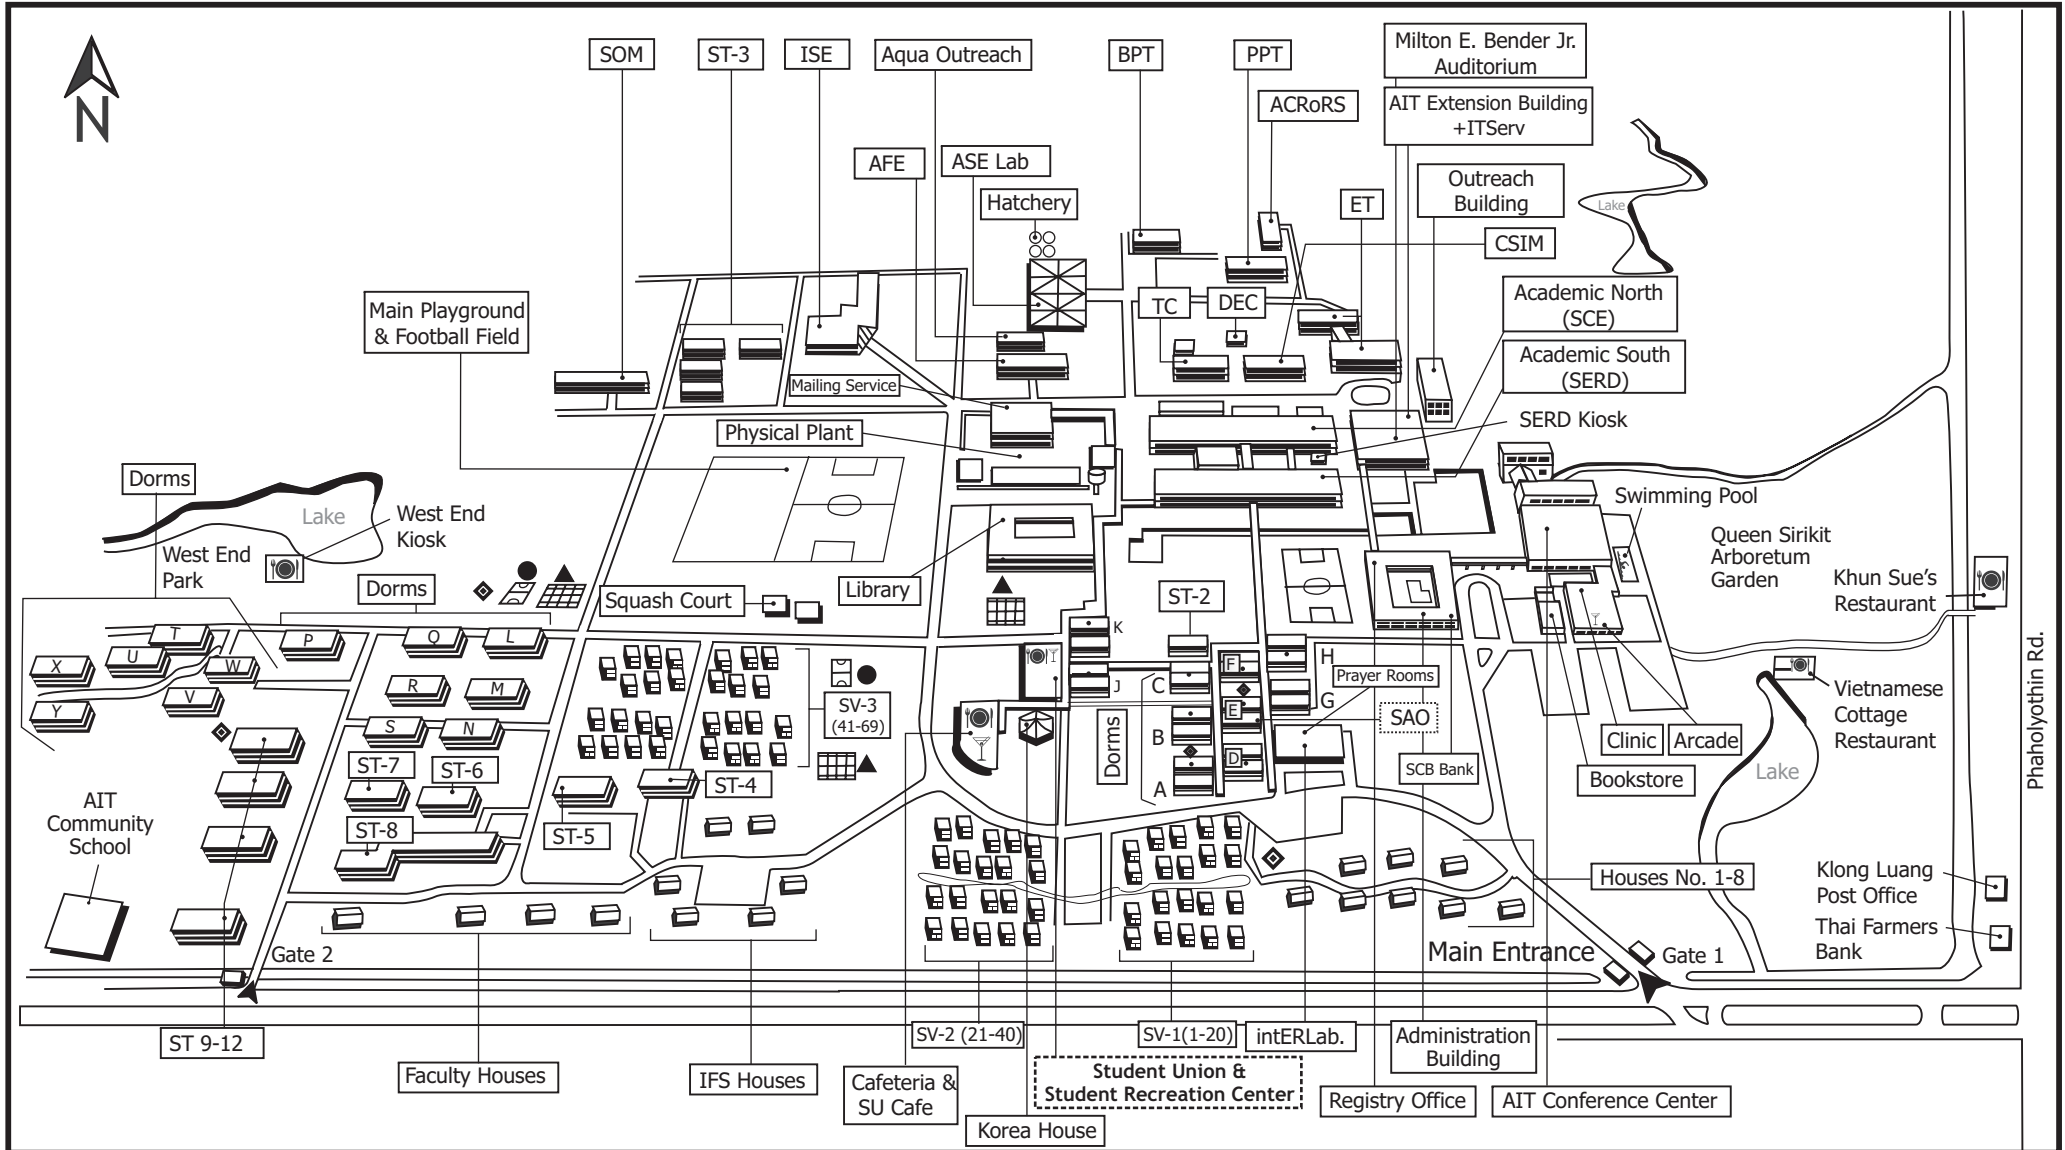 N
SOM
ST-3
ISE
Aqua Outreach
BPT
PPT
Milton E. Bender Jr.
Auditorium
AIT Extension Building
+ITServ
ACRoRS
AFE
ASE Lab
Hatchery
ET
Outreach
Building
CSIM
Lake
Main Playground
& Football Field
TC
DEC
Academic North
(SCE)
Academic South
(SERD)
Mailing Service
Physical Plant
SERD Kiosk
Dorms
Lake
West End
Kiosk
West End
Park
Dorms
Squash Court
Library
ST-2
Swimming Pool
Queen Sirikit
Arboretum
Garden
Khun Sue's
Restaurant
Phaholyothin Rd.
T
P
Q
L
X
U
W
V
Y
R
M
S
N
K
J
C
B
A
Dorms
F
E
D
H
G
Prayer Rooms
SAO
SCB Bank
SV-3
(41-69)
Clinic
Arcade
Bookstore
Vietnamese
Cottage
Restaurant
Lake
ST-7
ST-6
ST-8
ST-5
ST-4
AIT
Community
School
Houses No. 1-8
Klong Luang
Post Office
Thai Farmers
Bank
Gate 2
Main Entrance
Gate 1
ST 9-12
Faculty Houses
IFS Houses
SV-2 (21-40)
SV-1(1-20)
intERLab.
Administration
Building
Cafeteria &
SU Cafe
Student Union &
Student Recreation Center
Korea House
Registry Office
AIT Conference Center